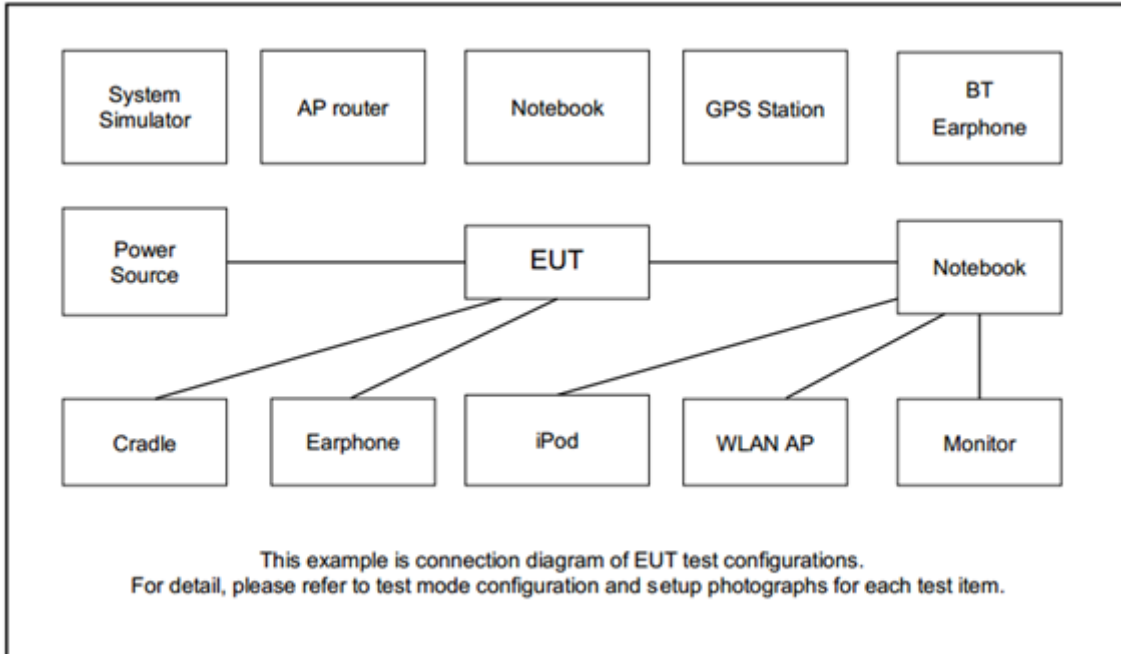 System
Simulator
AP router
Notebook
GPS Station
BT
Earphone
Power
Source
EUT
Notebook
Cradle
Earphone
iPod
WLAN AP
Monitor
This example is connection diagram of EUT test configurations.
For detail, please refer to test mode configuration and setup photographs for each test item.